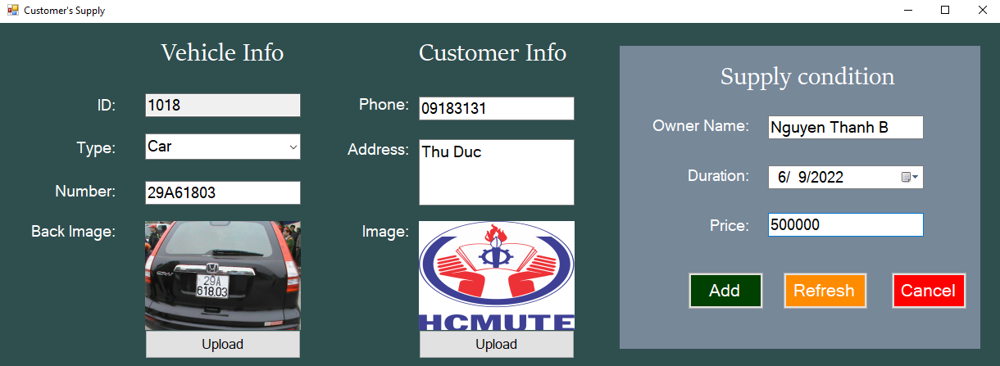 Customer's Supply
Vehicle Info
ID: 1018
Type: Car
Number: 29A61803
Back Image:
CR-V
29A
618.03
Upload
Customer Info
Phone: 09183131
Address: Thu Duc
Image:
HCMUTE
Upload
Supply condition
Owner Name: Nguyen Thanh B
Duration: 6/ 9/2022
Price: 500000
Add Refresh Cancel